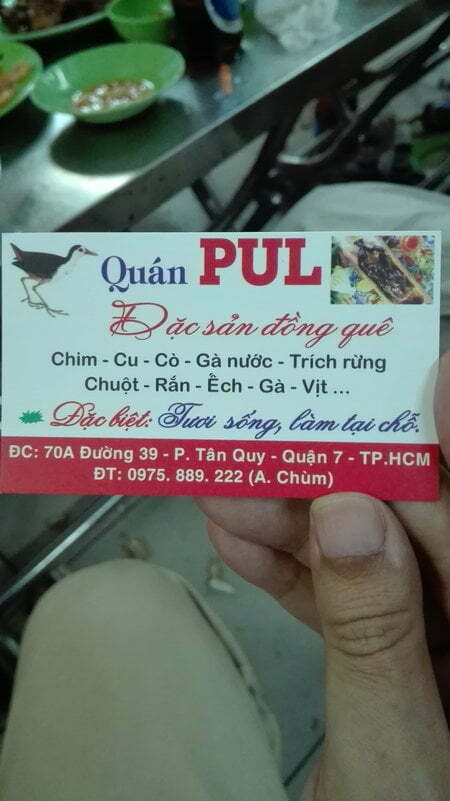 Quán PUL
Đặc sản đồng quê
Chim - Cu - Cò - Gà nước - Trích rừng
Chuột - Rắn - Ếch - Gà - Vịt ...
Đặc biệt: Tươi sống, làm tại chỗ.
ĐC: 70A Đường 39 - P. Tân Quy - Quận 7 - TP.HCM
ĐT: 0975. 889. 222 (A. Chùm)